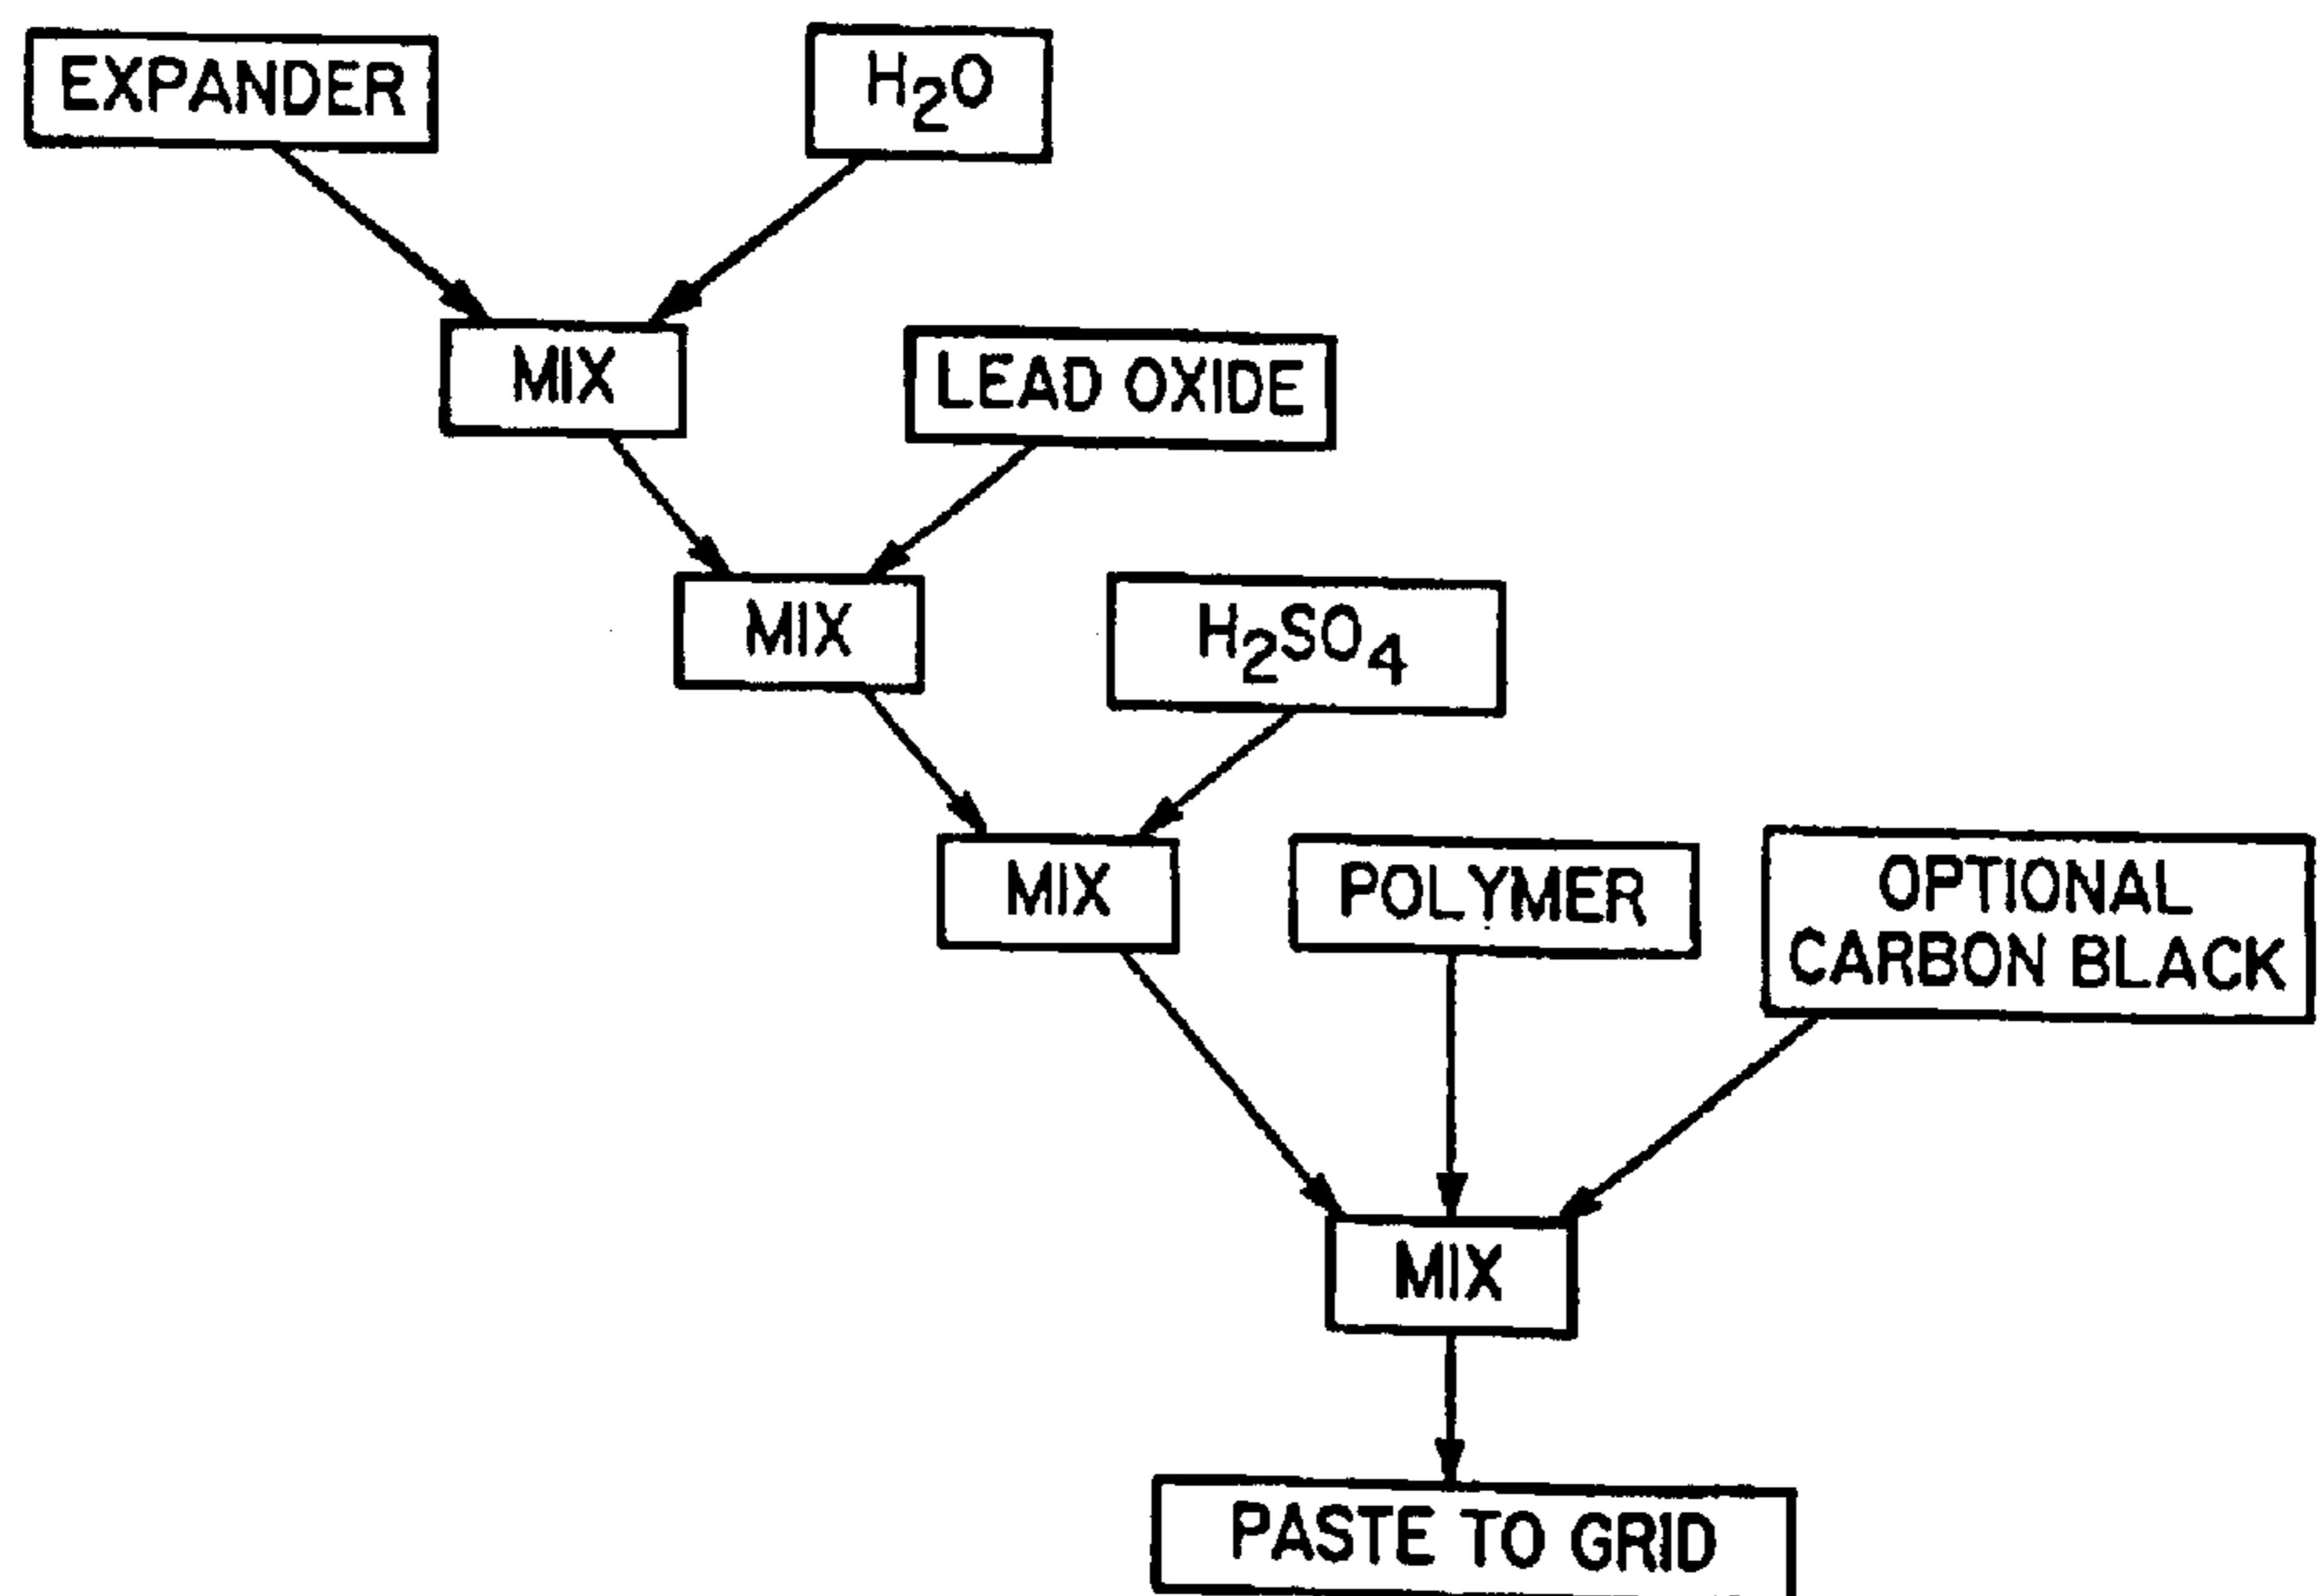 EXPANDER
H2O
MIX
LEAD OXIDE
MIX
H2SO4
MIX
POLYMER
OPTIONAL
CARBON BLACK
MIX
PASTE TO GRID